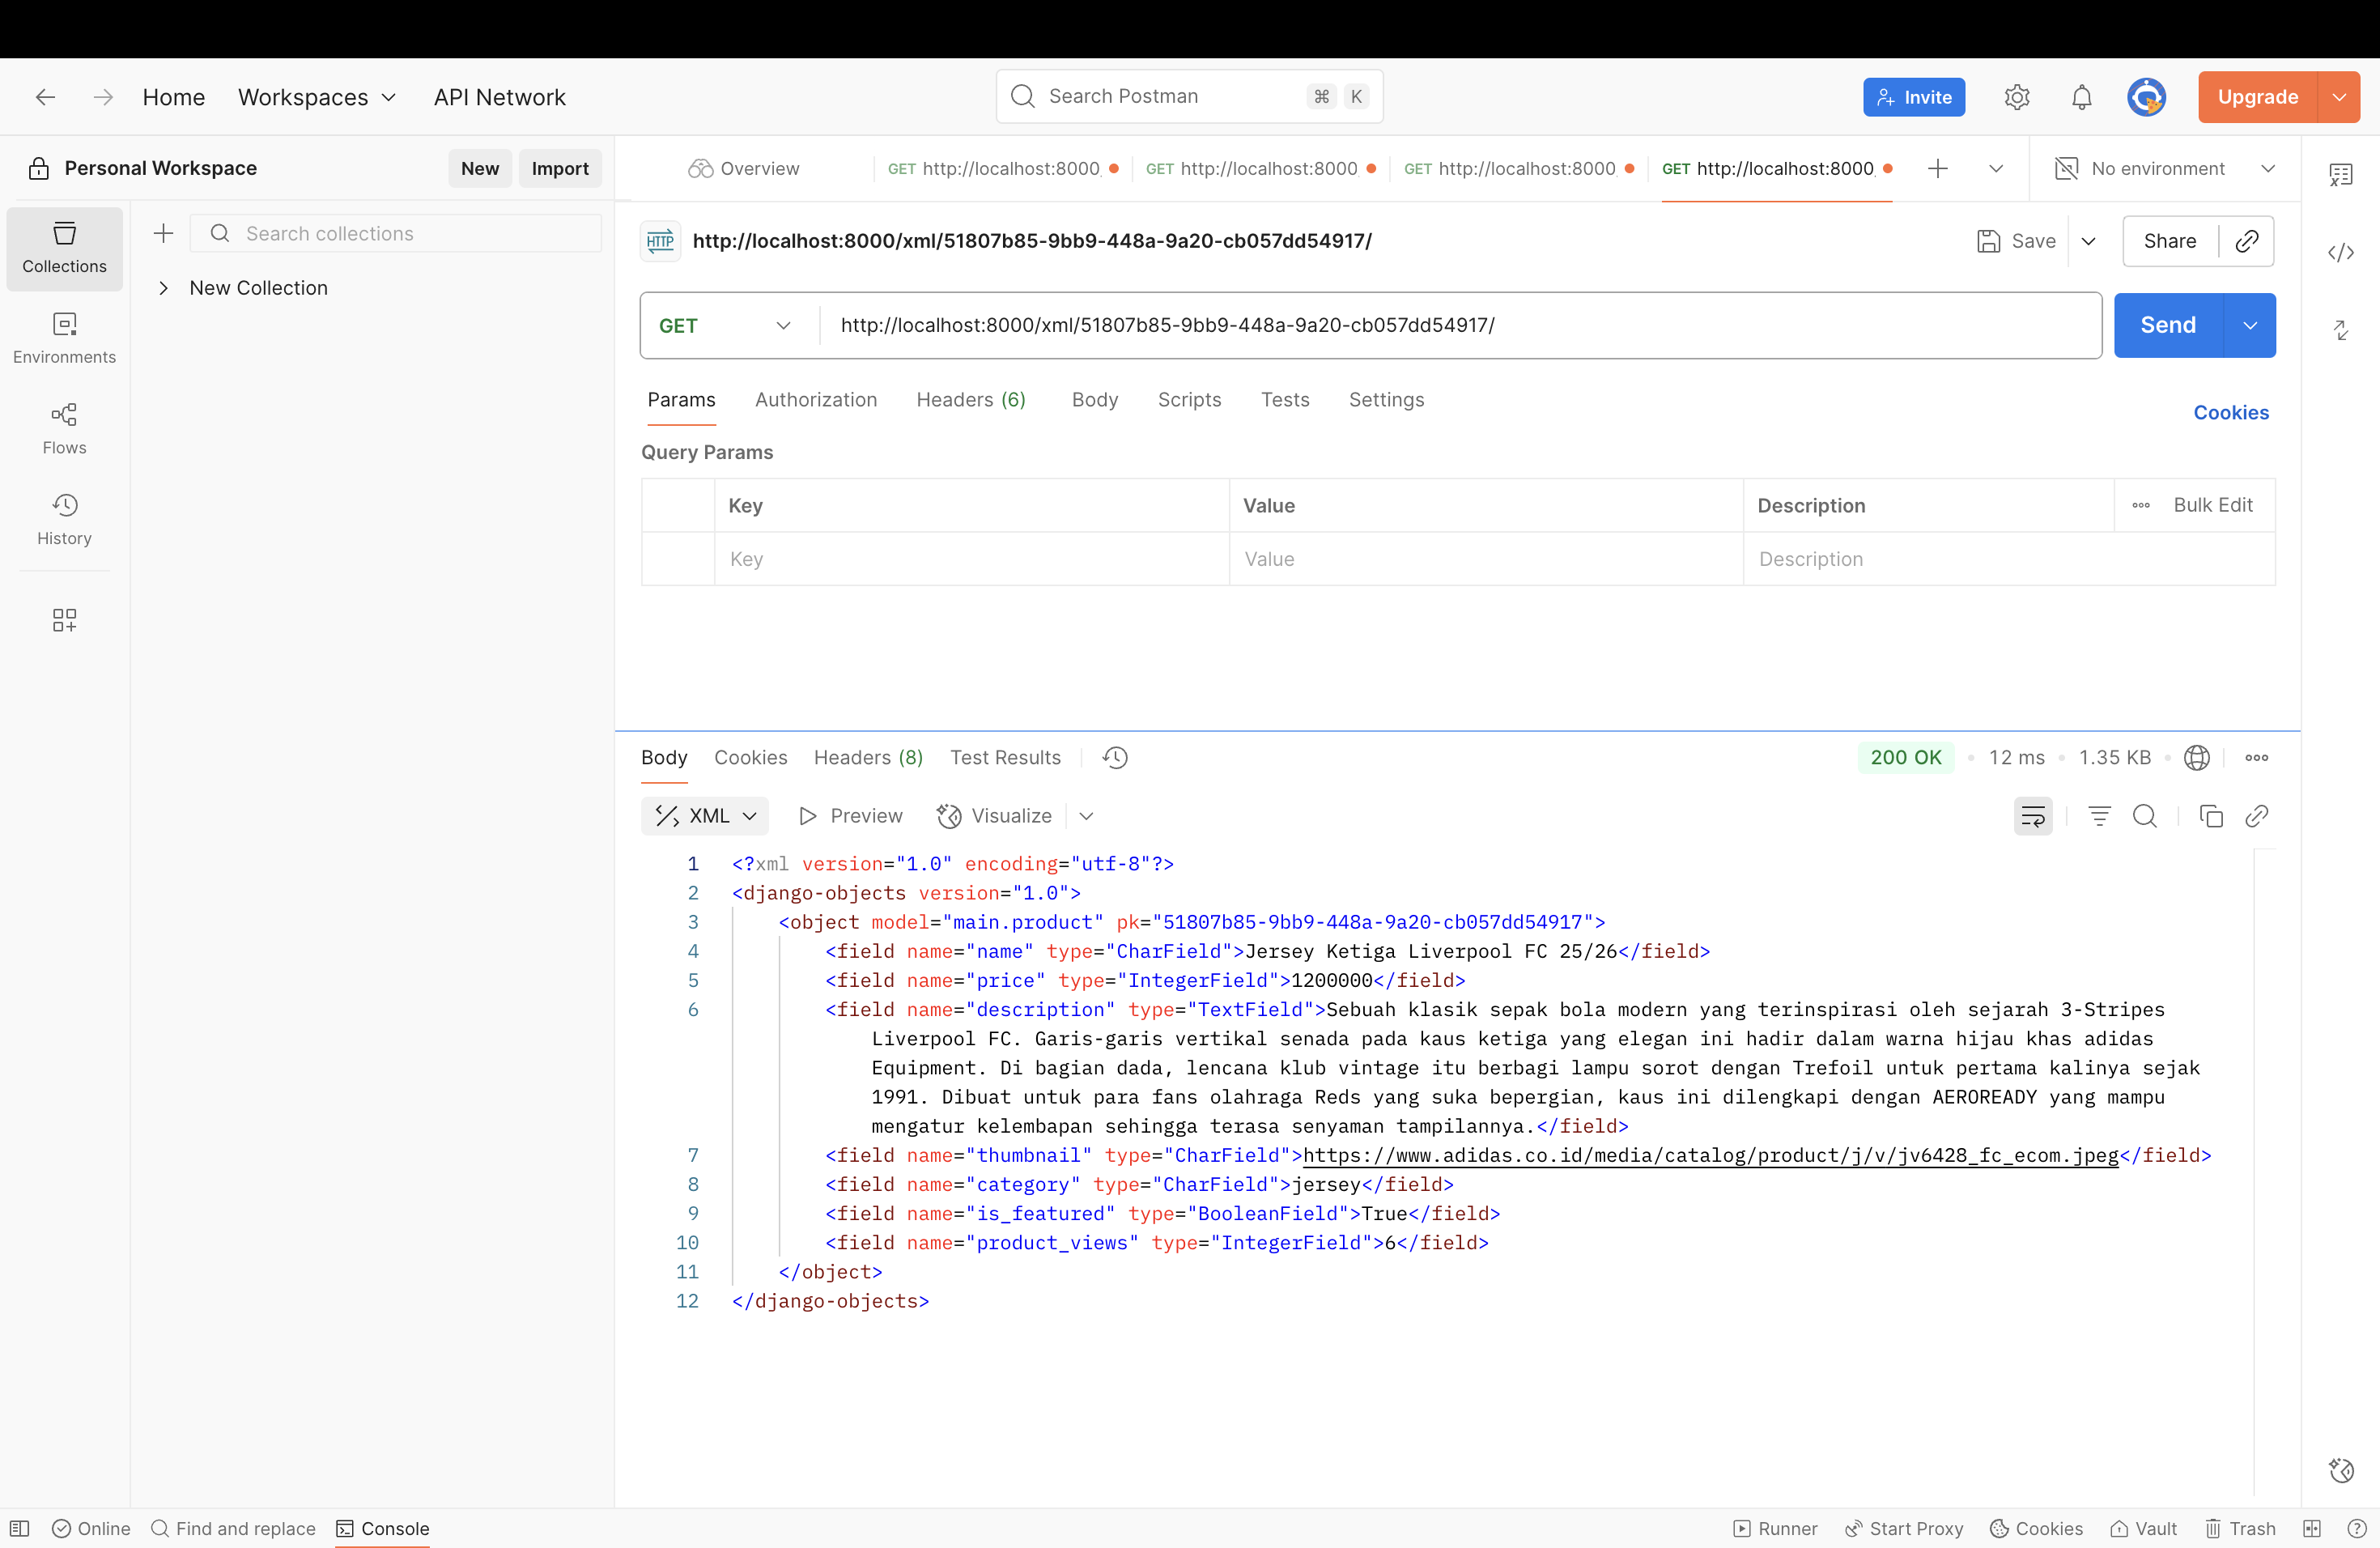 Home
Workspaces
API Network
Search Postman
⌘ K
Invite
Upgrade
Personal Workspace
New
Import
Overview
GET http://localhost:8000
GET http://localhost:8000
GET http://localhost:8000
GET http://localhost:8000
No environment
Collections
Environments
Flows
History
Search collections
New Collection
HTTP
http://localhost:8000/xml/51807b85-9bb9-448a-9a20-cb057dd54917/
Save
Share
GET
http://localhost:8000/xml/51807b85-9bb9-448a-9a20-cb057dd54917/
Send
Params
Authorization
Headers (6)
Body
Scripts
Tests
Settings
Cookies
Query Params
Key
Value
Description
Bulk Edit
Key
Value
Description
Body
Cookies
Headers (8)
Test Results
200 OK
12 ms
1.35 KB
XML
Preview
Visualize
1 <?xml version="1.0" encoding="utf-8"?>
2 <django-objects version="1.0">
3 <object model="main.product" pk="51807b85-9bb9-448a-9a20-cb057dd54917">
4 <field name="name" type="CharField">Jersey Ketiga Liverpool FC 25/26</field>
5 <field name="price" type="IntegerField">1200000</field>
6 <field name="description" type="TextField">Sebuah klasik sepak bola modern yang terinspirasi oleh sejarah 3-Stripes
Liverpool FC. Garis-garis vertikal senada pada kaus ketiga yang elegan ini hadir dalam warna hijau khas adidas
Equipment. Di bagian dada, lencana klub vintage itu berbagi lampu sorot dengan Trefoil untuk pertama kalinya sejak
1991. Dibuat untuk para fans olahraga Reds yang suka bepergian, kaus ini dilengkapi dengan AEROREADY yang mampu
mengatur kelembapan sehingga terasa senyaman tampilannya.</field>
7 <field name="thumbnail" type="CharField">https://www.adidas.co.id/media/catalog/product/j/v/jv6428_fc_ecom.jpeg</field>
8 <field name="category" type="CharField">jersey</field>
9 <field name="is_featured" type="BooleanField">True</field>
10 <field name="product_views" type="IntegerField">6</field>
11 </object>
12 </django-objects>
Online
Find and replace
Console
Runner
Start Proxy
Cookies
Vault
Trash